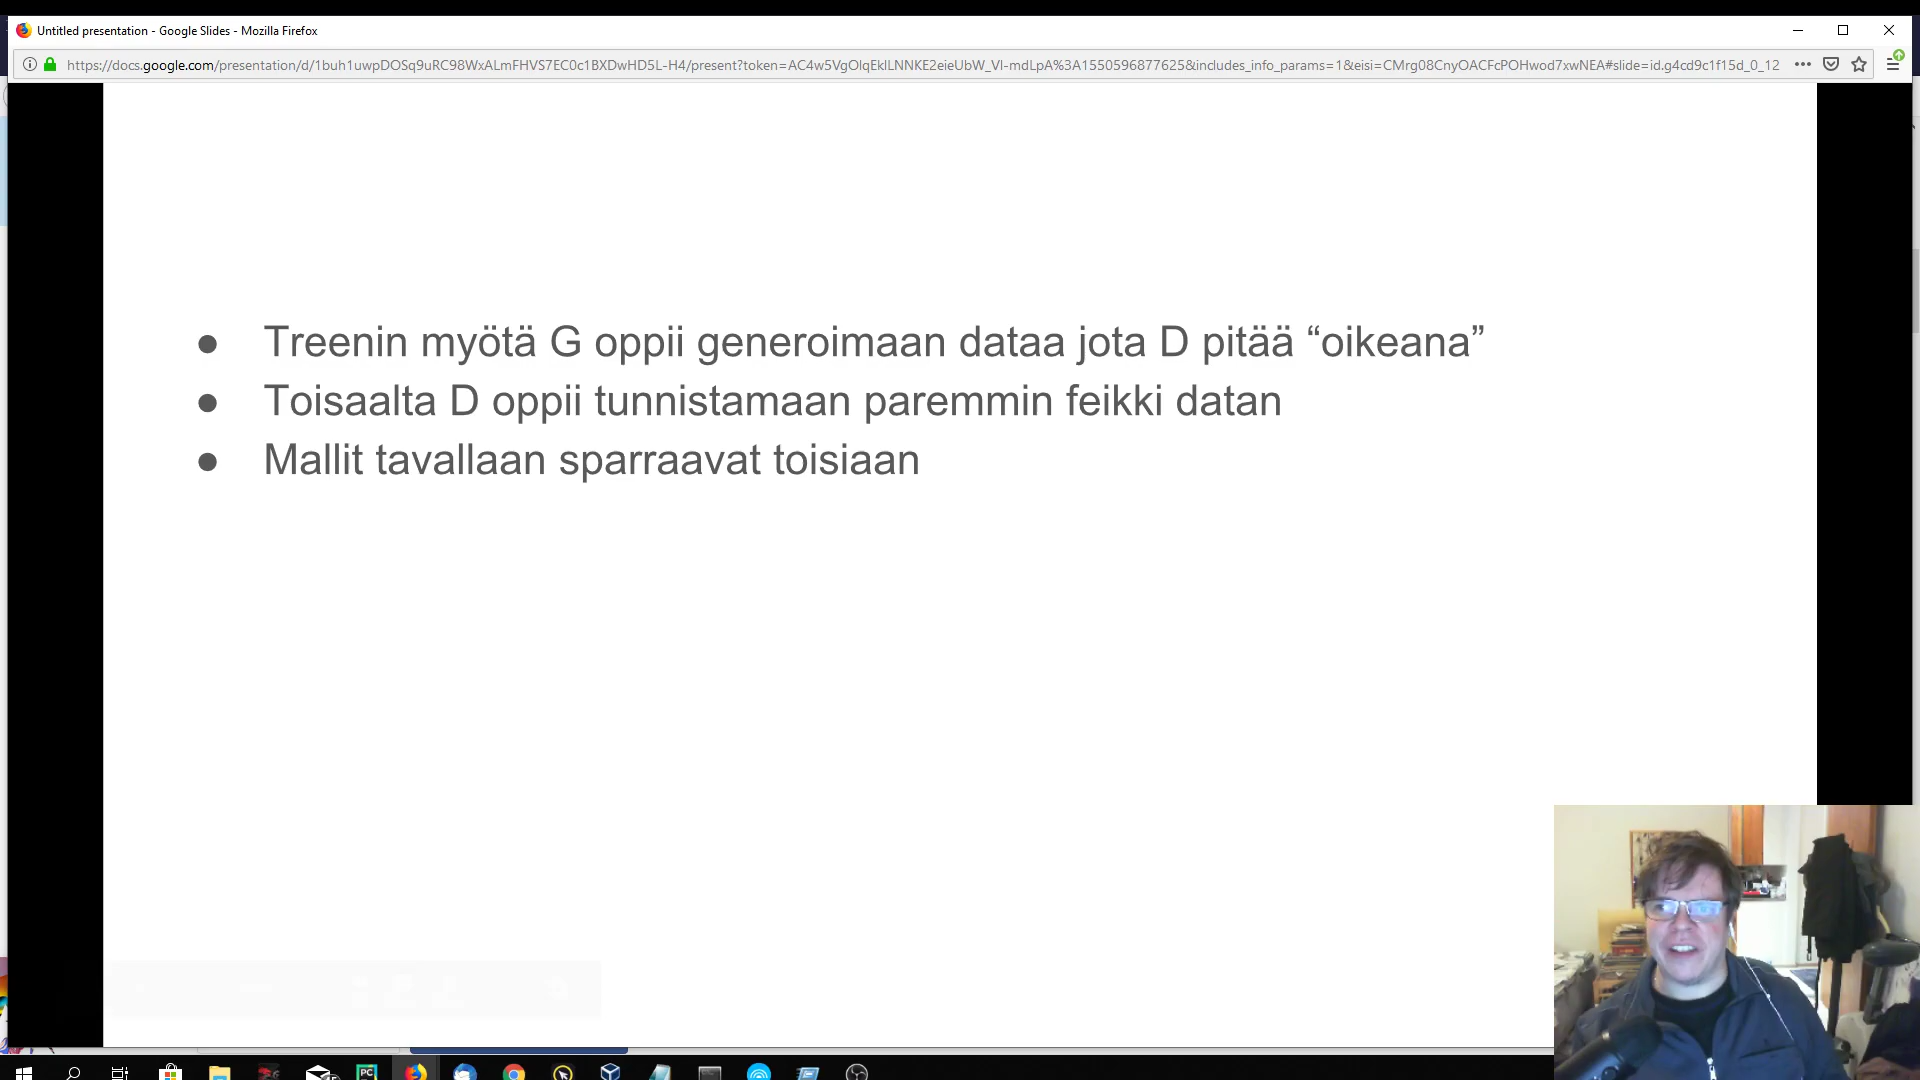 Untitled presentation - Google Slides - Mozilla Firefox
https://docs.google.com/presentation/d/1buh1uwpDOSq9uRC98WxALmFHVS7EC0c1BXDwHD5L-H4/present?token=AC4w5VgOlqEklLNNKE2eieUbW_Vl-mdLpA%3A1550596877625&includes_info_params=1&eisi=CMrg08CnyOACFcPOHwod7xwNEA#slide=id.g4cd9c1f15d_0_12
● Treenin myötä G oppii generoimaan dataa jota D pitää “oikeana”
● Toisaalta D oppii tunnistamaan paremmin feikki datan
● Mallit tavallaan sparraavat toisiaan
PC